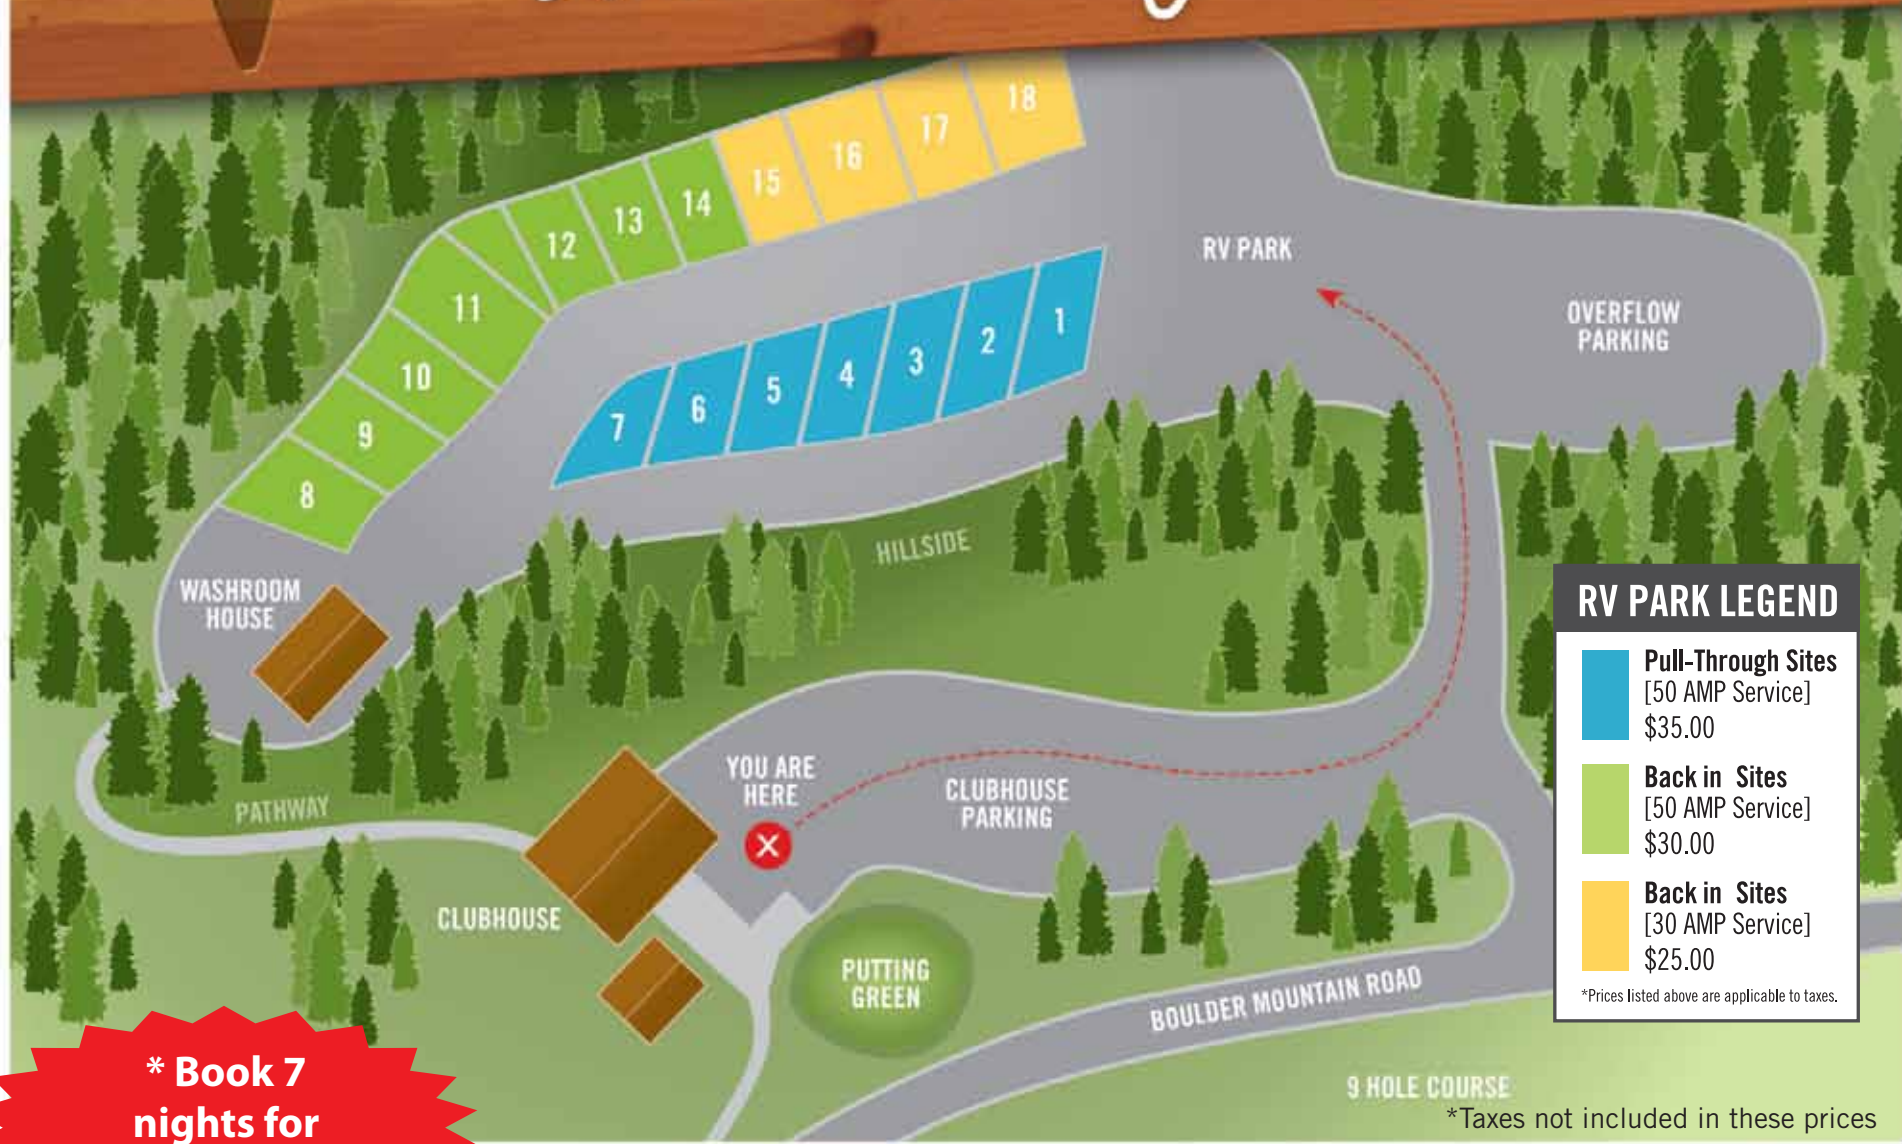 18
17
16
15
14
13
12
11
10
9
8
1
2
3
4
5
6
7
RV PARK
OVERFLOW
PARKING
HILLSIDE
WASHROOM
HOUSE
PATHWAY
YOU ARE
HERE
X
CLUBHOUSE
PARKING
CLUBHOUSE
PUTTING
GREEN
BOULDER MOUNTAIN ROAD
9 HOLE COURSE
RV PARK LEGEND
Pull-Through Sites
[50 AMP Service]
$35.00
Back in Sites
[50 AMP Service]
$30.00
Back in Sites
[30 AMP Service]
$25.00
*Prices listed above are applicable to taxes.
* Book 7
nights for
*Taxes not included in these prices